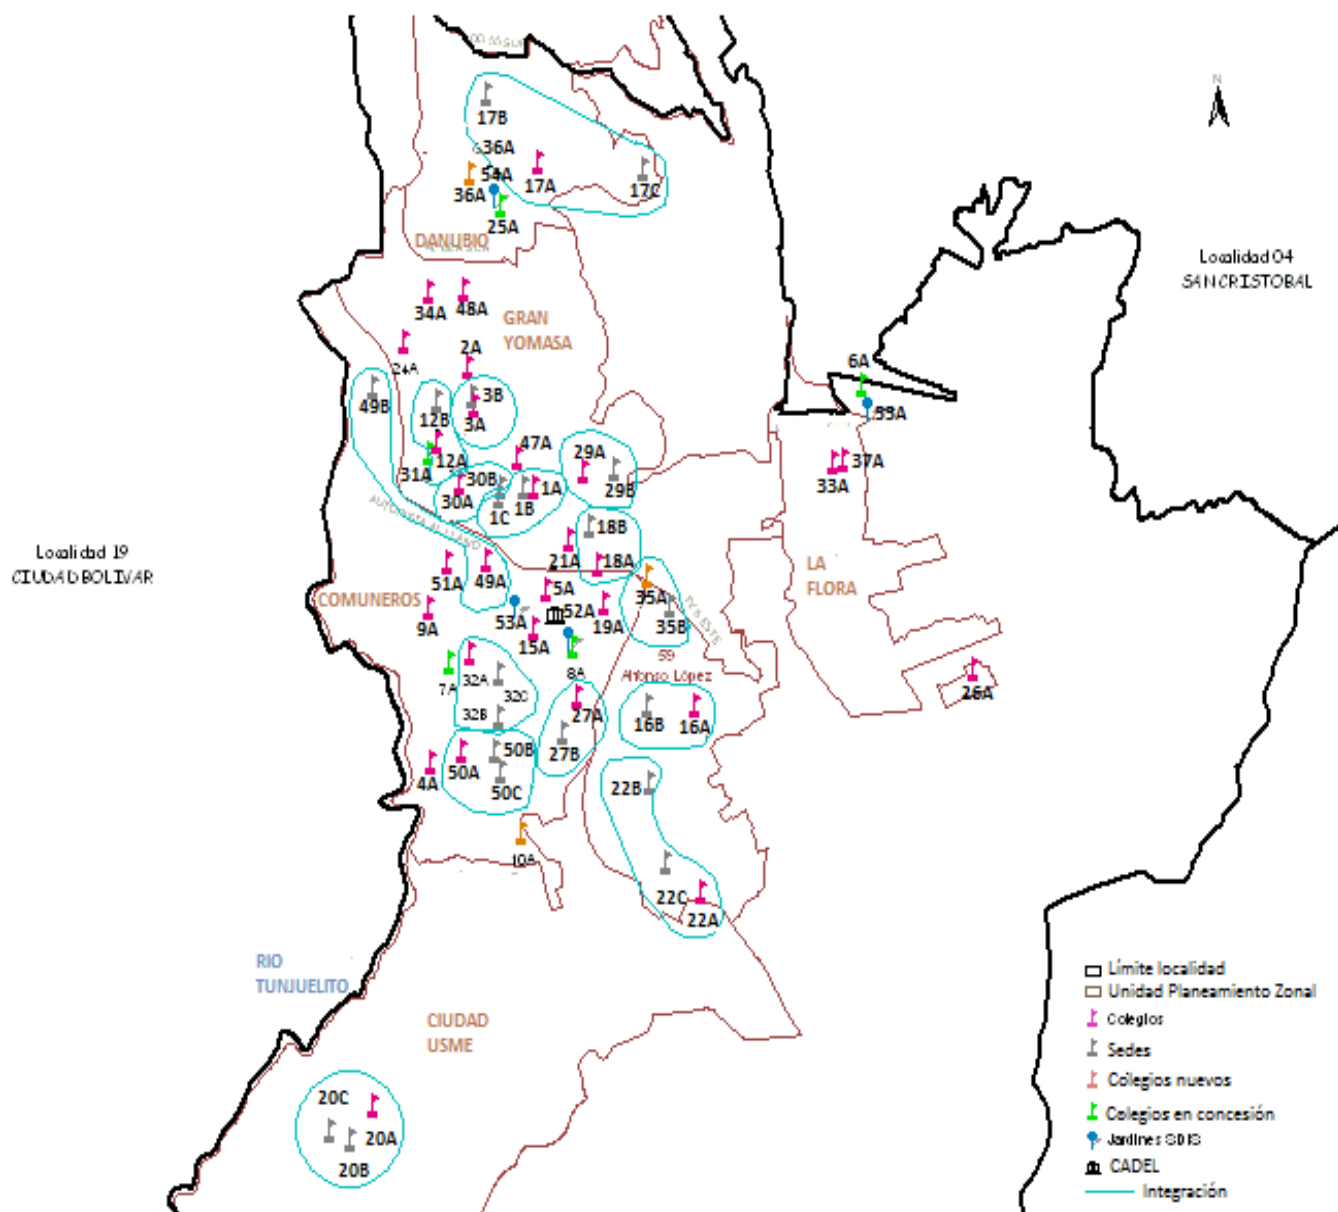 17B
36A
54A
36A
17A
17C
25A
DANUBIO
N
Localidad 04
SAN CRISTOBAL
34A
48A
GRAN
YOMASA
2A
24A
6A
53A
49B
12B
3B
3A
47A
29A
12A
31A
30B
30A
1A
1B
1C
29B
37A
33A
AUTOPISTA AL LLANO
18B
Localidad 19
CIUDAD BOLIVAR
21A
18A
51A
49A
5A
LA
FLORA
COMUNEROS
9A
53A
52A
19A
35A
35B
15A
8A
59
Alfonso López
7A
32A
32C
32B
27A
27B
16B
16A
26A
4A
50A
50B
50C
22B
10A
22C
22A
RIO
TUNJUELITO
CIUDAD
USME
20C
20A
20B
Límite localidad
Unidad Planeamiento Zonal
Colegios
Sedes
Colegios nuevos
Colegios en concesión
Jardines SDIS
CADEL
Integración